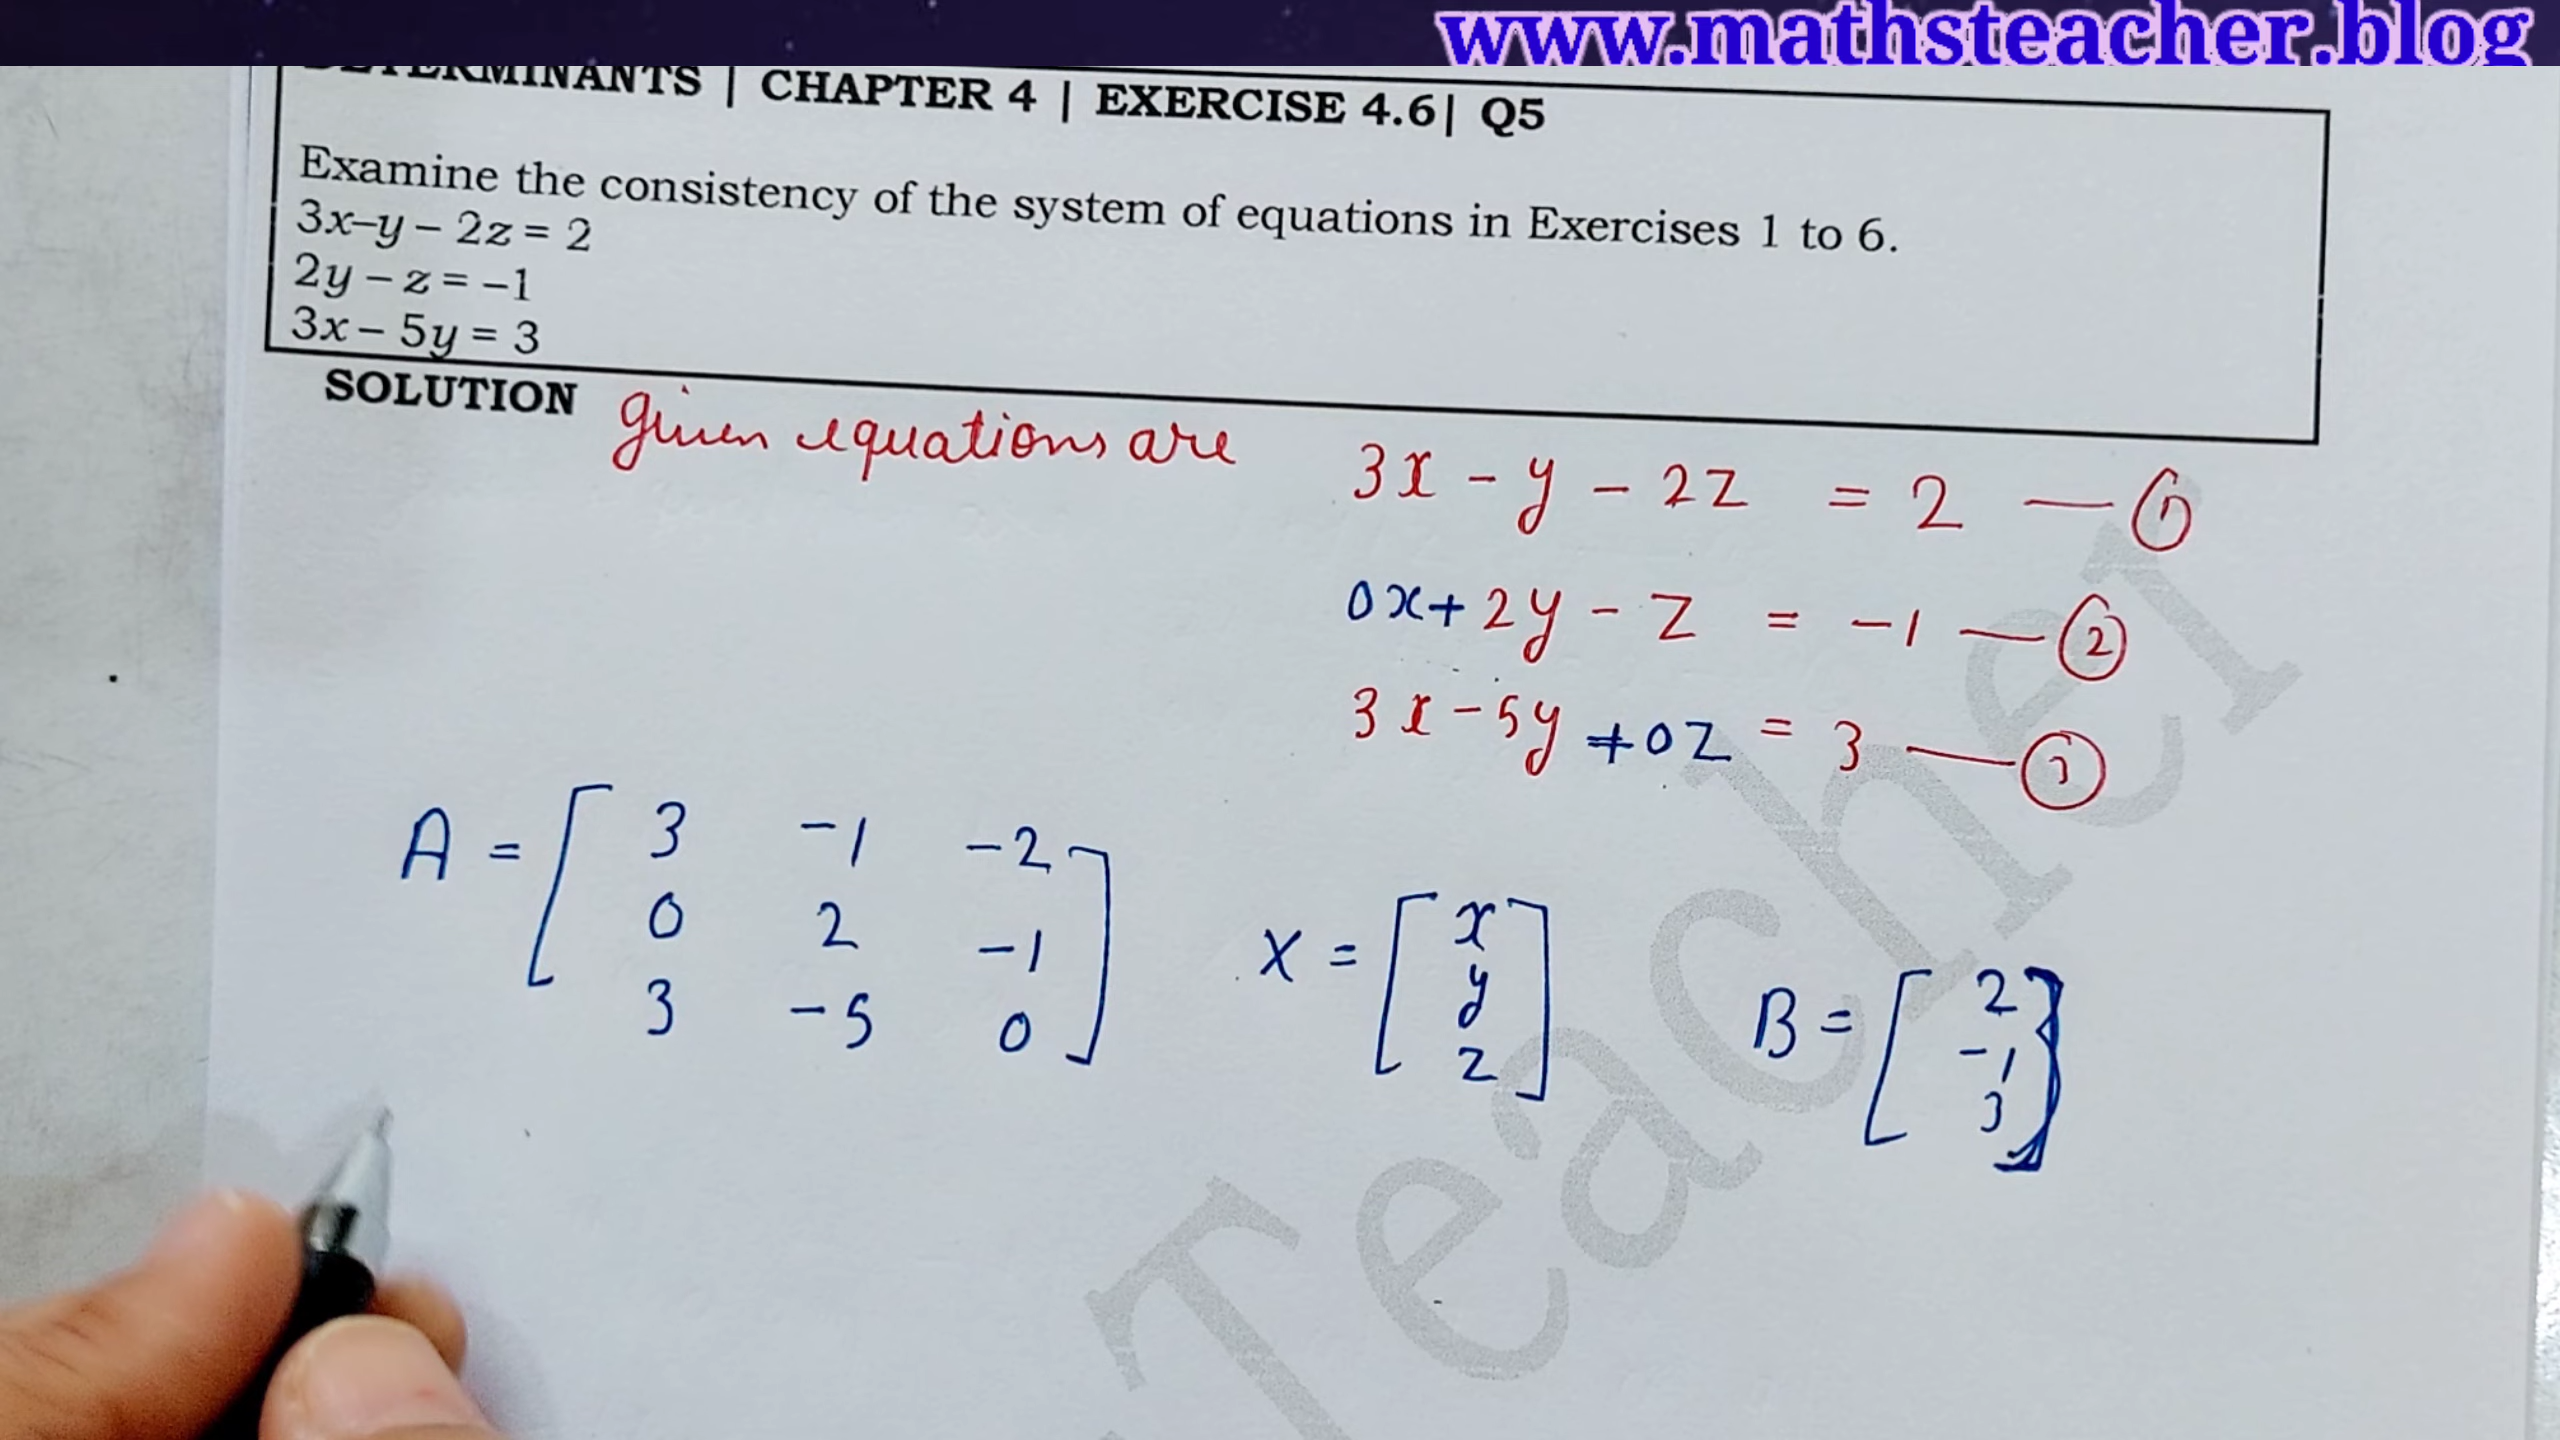 www.mathsteacher.blog
DETERMINANTS | CHAPTER 4 | EXERCISE 4.6| Q5
Examine the consistency of the system of equations in Exercises 1 to 6.
3x–y – 2z = 2
2y – z = –1
3x – 5y = 3
SOLUTION given equations are
3x - y - 2z = 2 — ①
0x + 2y - z = -1 — ②
3x - 5y + 0z = 3 — ③
A = [ 3 -1 -2
0 2 -1
3 -5 0 ]
X = [ x
y
z ]
B = [ 2
-1
3 ]
Teacher